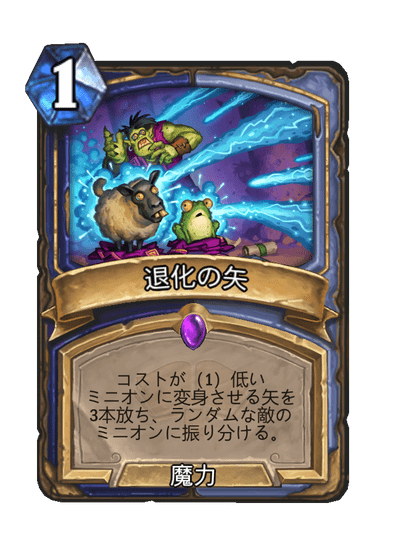 1
退化の矢
コストが (1) 低い
ミニオンに変身させる矢を
3本放ち、ランダムな敵の
ミニオンに振り分ける。
魔力